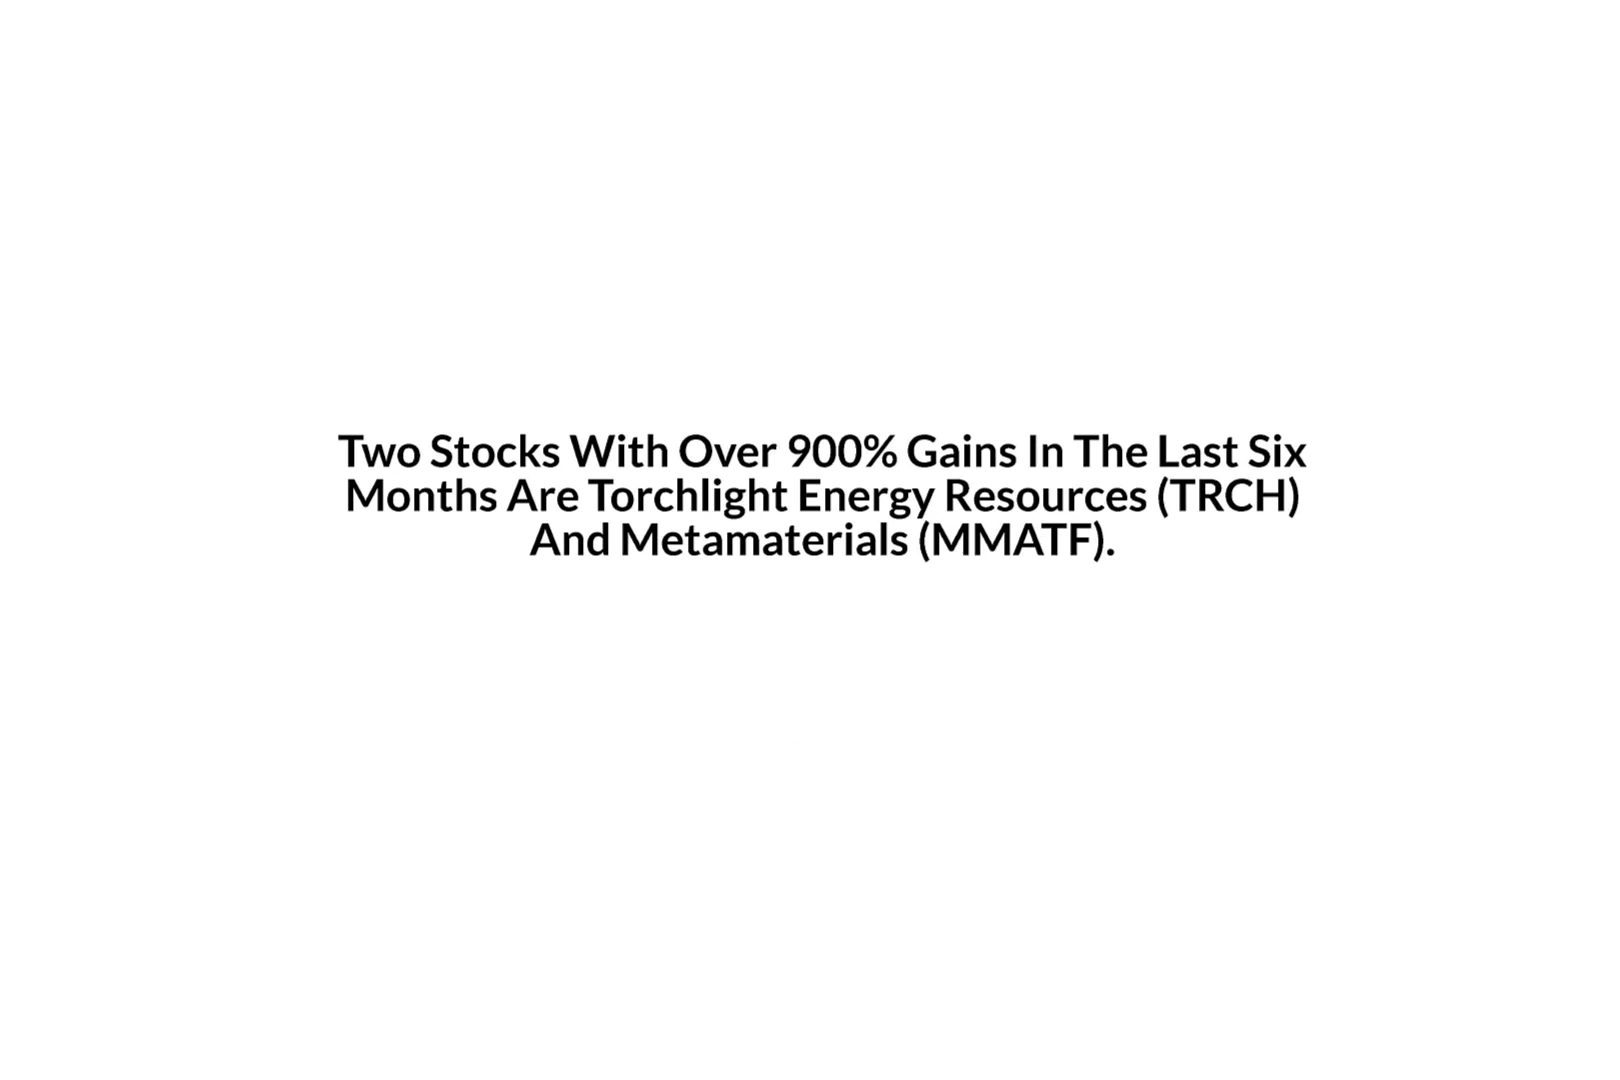 Two Stocks With Over 900% Gains In The Last Six
Months Are Torchlight Energy Resources (TRCH)
And Metamaterials (MMATF).